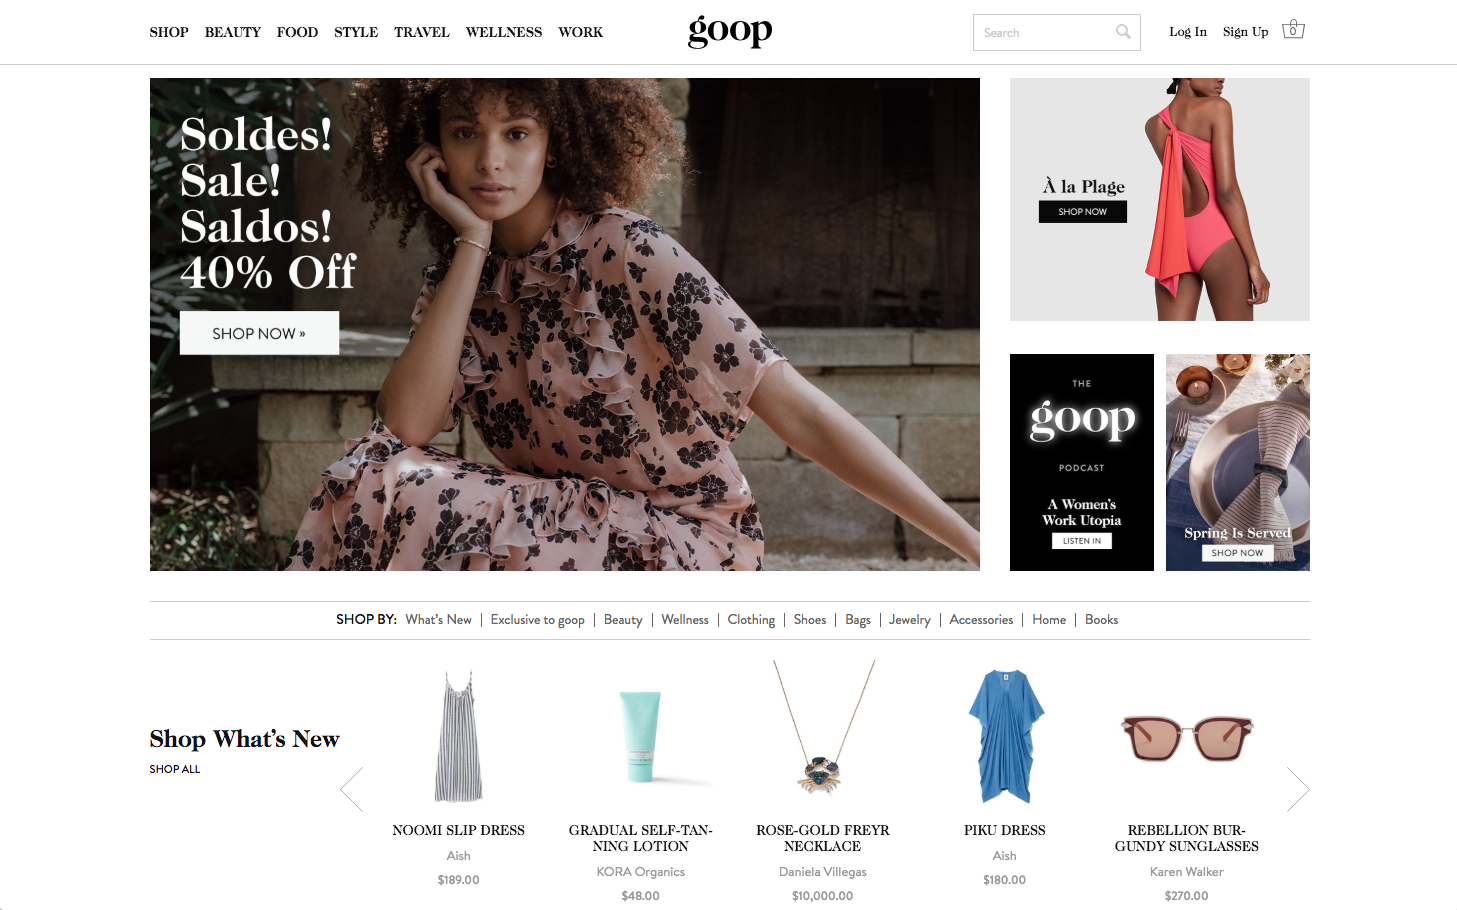 SHOP BEAUTY FOOD STYLE TRAVEL WELLNESS WORK
goop
Search
Log In Sign Up 0
Soldes!
Sale!
Saldos!
40% Off
SHOP NOW »
À la Plage
SHOP NOW
THE
goop
PODCAST
A Women's
Work Utopia
LISTEN IN
Spring Is Served
SHOP NOW
SHOP BY: What's New | Exclusive to goop | Beauty | Wellness | Clothing | Shoes | Bags | Jewelry | Accessories | Home | Books
Shop What's New
SHOP ALL
NOOMI SLIP DRESS
Aish
$189.00
GRADUAL SELF-TAN-
NING LOTION
KORA Organics
$48.00
ROSE-GOLD FREYR
NECKLACE
Daniela Villegas
$10,000.00
PIKU DRESS
Aish
$180.00
REBELLION BUR-
GUNDY SUNGLASSES
Karen Walker
$270.00